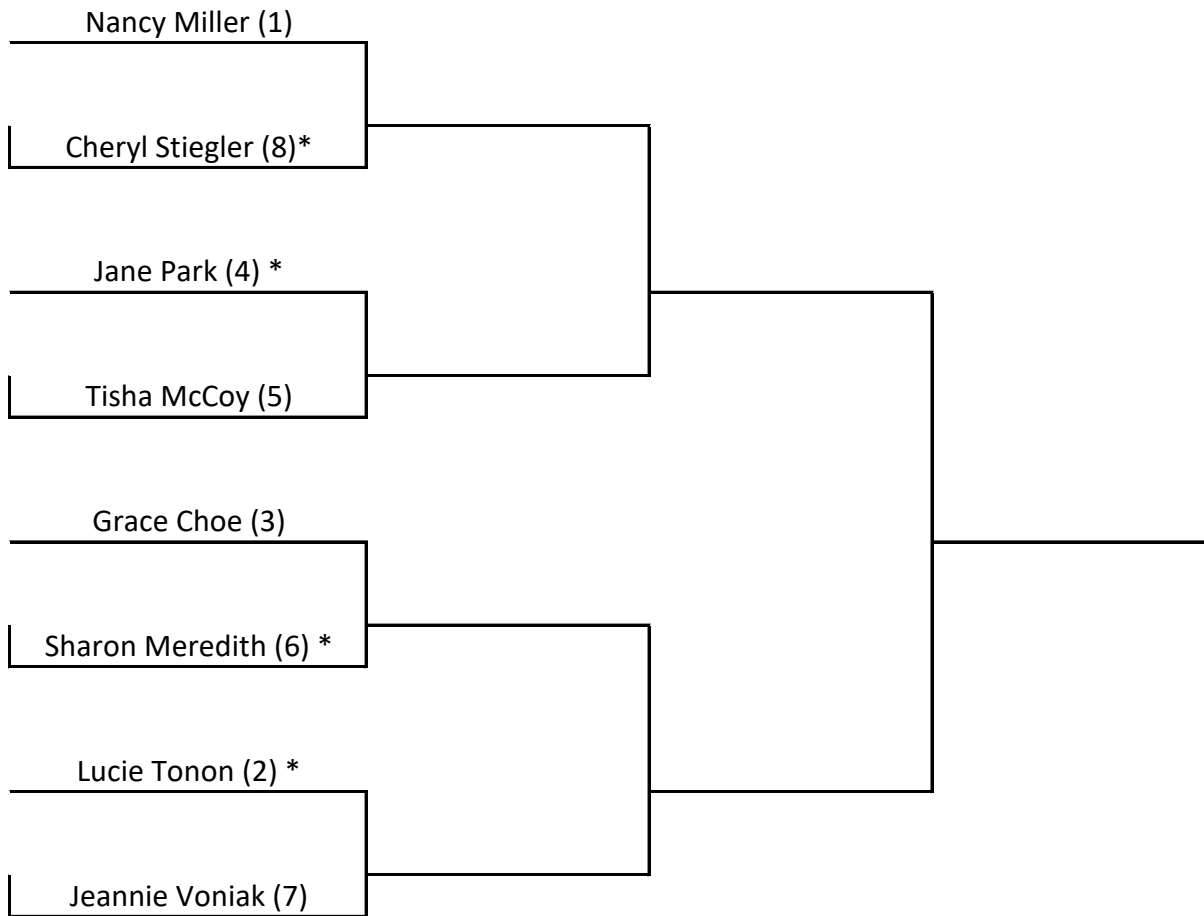 Nancy Miller (1)
Cheryl Stiegler (8)*
Jane Park (4) *
Tisha McCoy (5)
Grace Choe (3)
Sharon Meredith (6) *
Lucie Tonon (2) *
Jeannie Voniak (7)